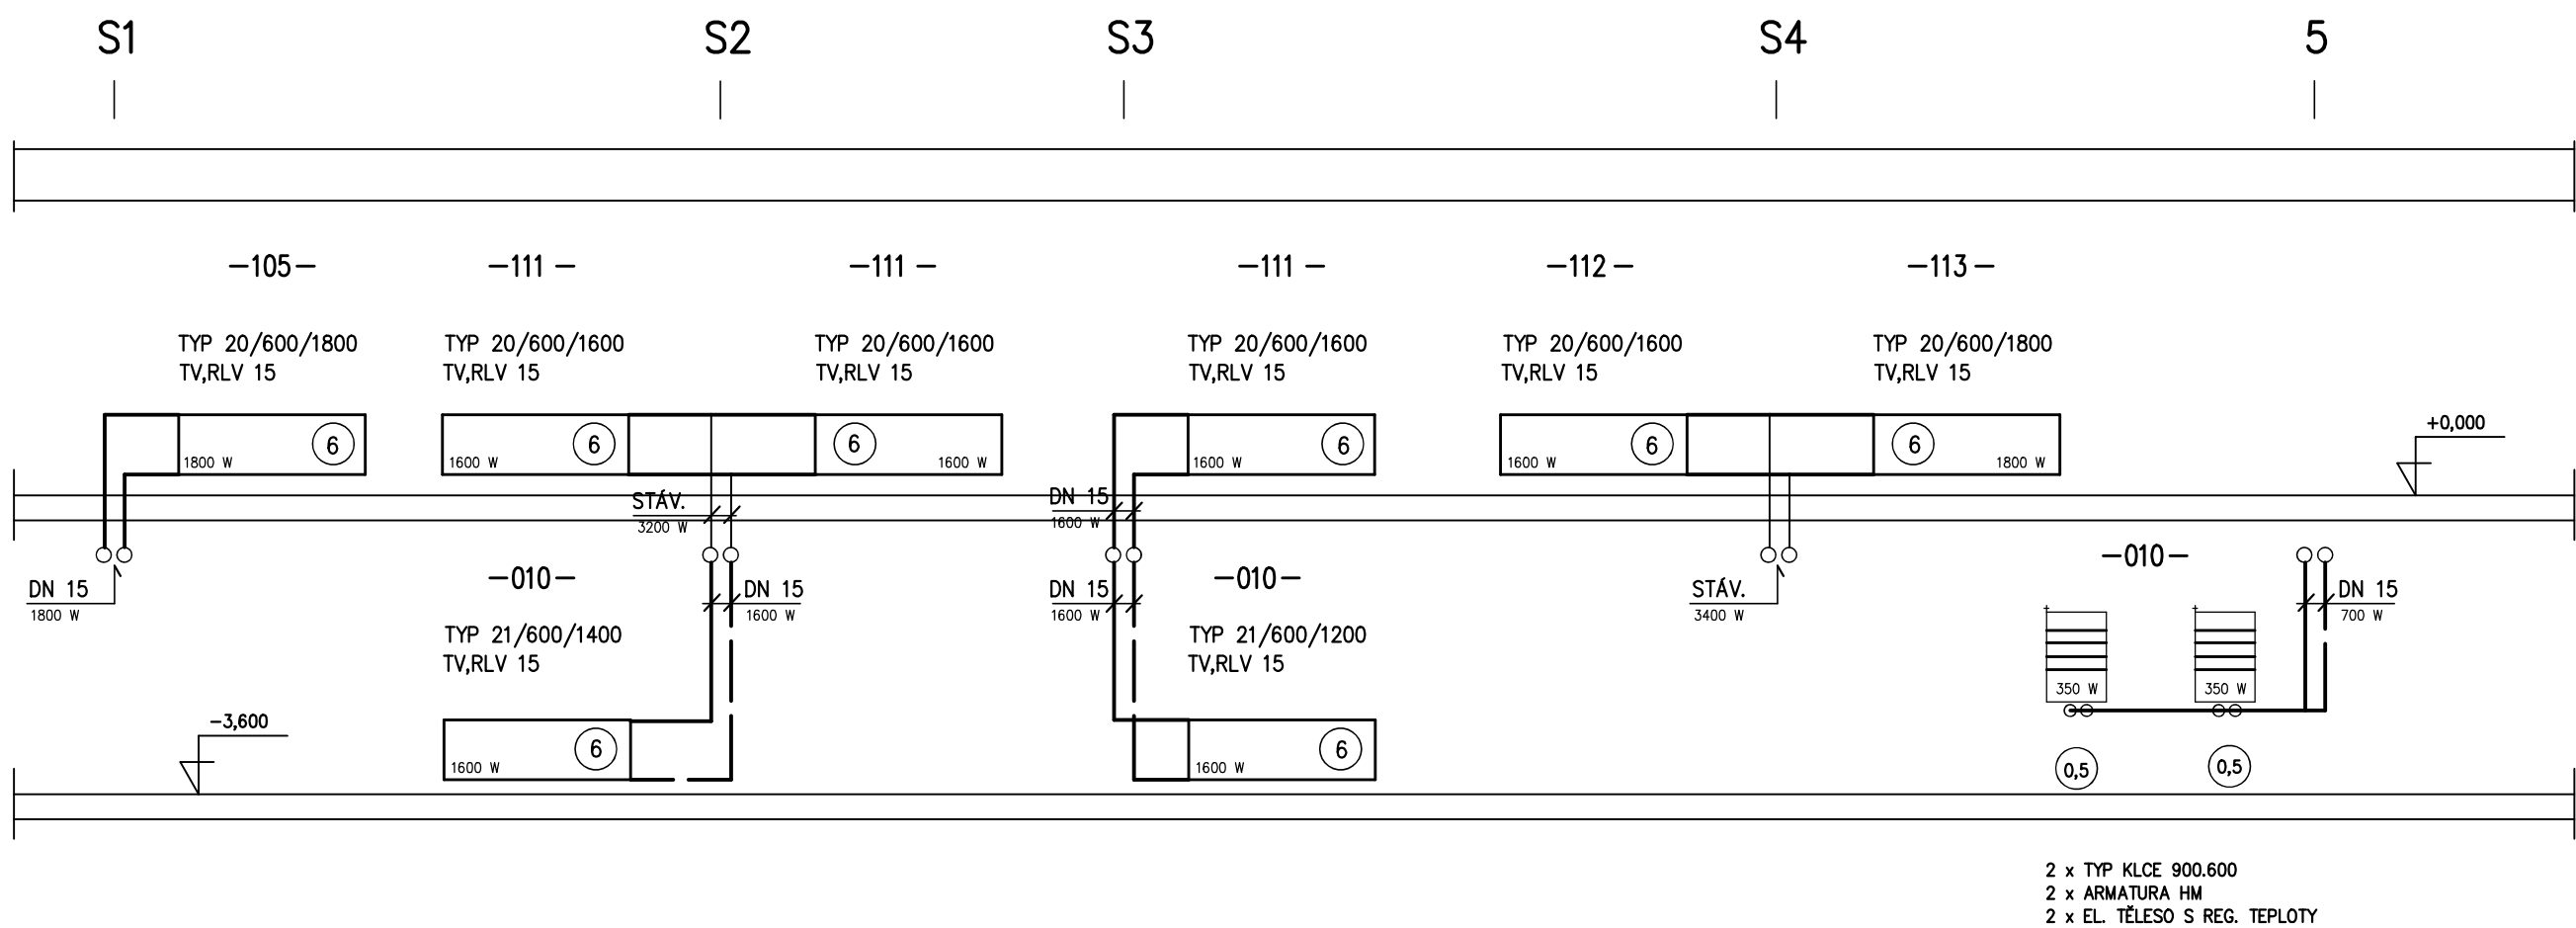 S1
S2
S3
S4
5
-105-
-111-
-111-
-111-
-112-
-113-
TYP 20/600/1800
TV,RLV 15
TYP 20/600/1600
TV,RLV 15
TYP 20/600/1600
TV,RLV 15
TYP 20/600/1600
TV,RLV 15
TYP 20/600/1600
TV,RLV 15
TYP 20/600/1800
TV,RLV 15
1800 W
6
1600 W
6
6
1600 W
1600 W
6
1600 W
6
6
1800 W
+0,000
STÁV.
3200 W
DN 15
1600 W
DN 15
1800 W
-010-
DN 15
1600 W
DN 15
1600 W
-010-
STÁV.
3400 W
-010-
DN 15
700 W
TYP 21/600/1400
TV,RLV 15
TYP 21/600/1200
TV,RLV 15
350 W
350 W
-3,600
1600 W
6
1600 W
6
0,5
0,5
2 x TYP KLCE 900.600
2 x ARMATURA HM
2 x EL. TĚLESO S REG. TEPLOTY